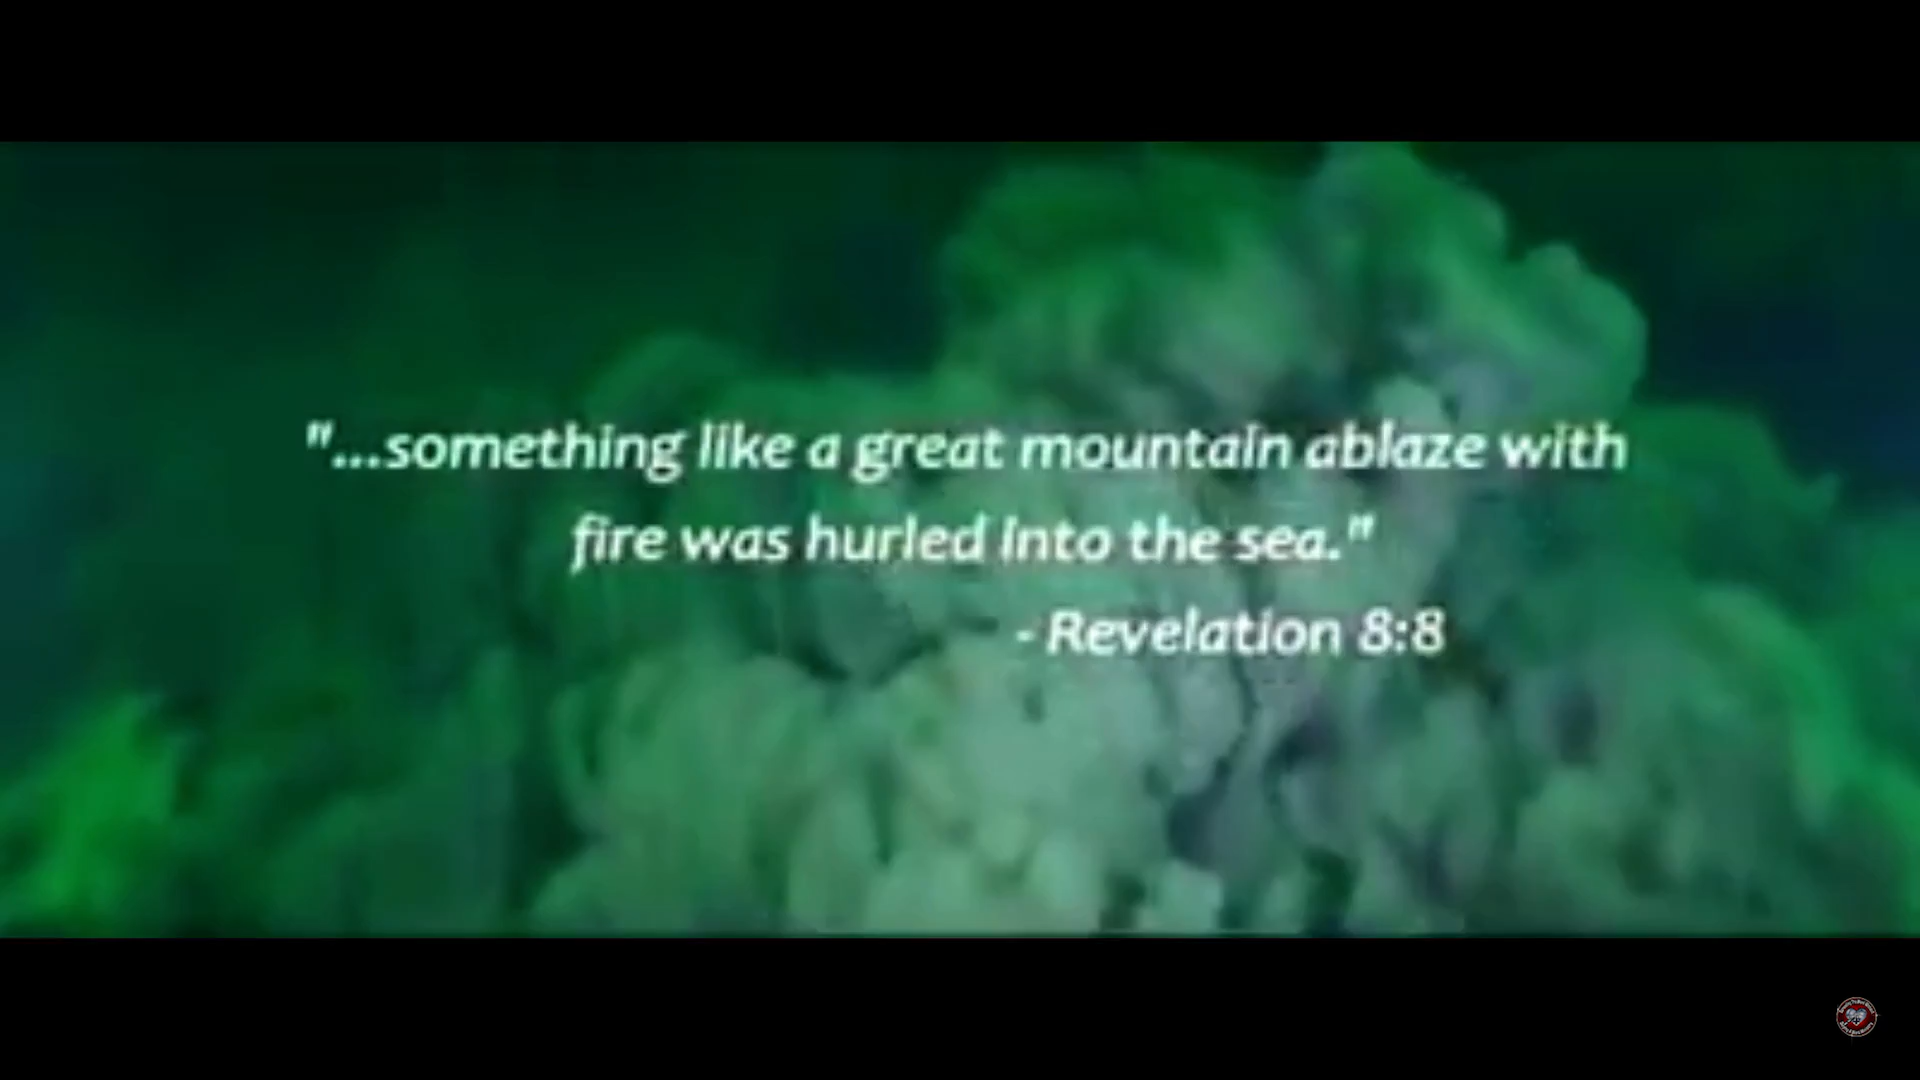 "...something like a great mountain ablaze with
fire was hurled into the sea."
- Revelation 8:8